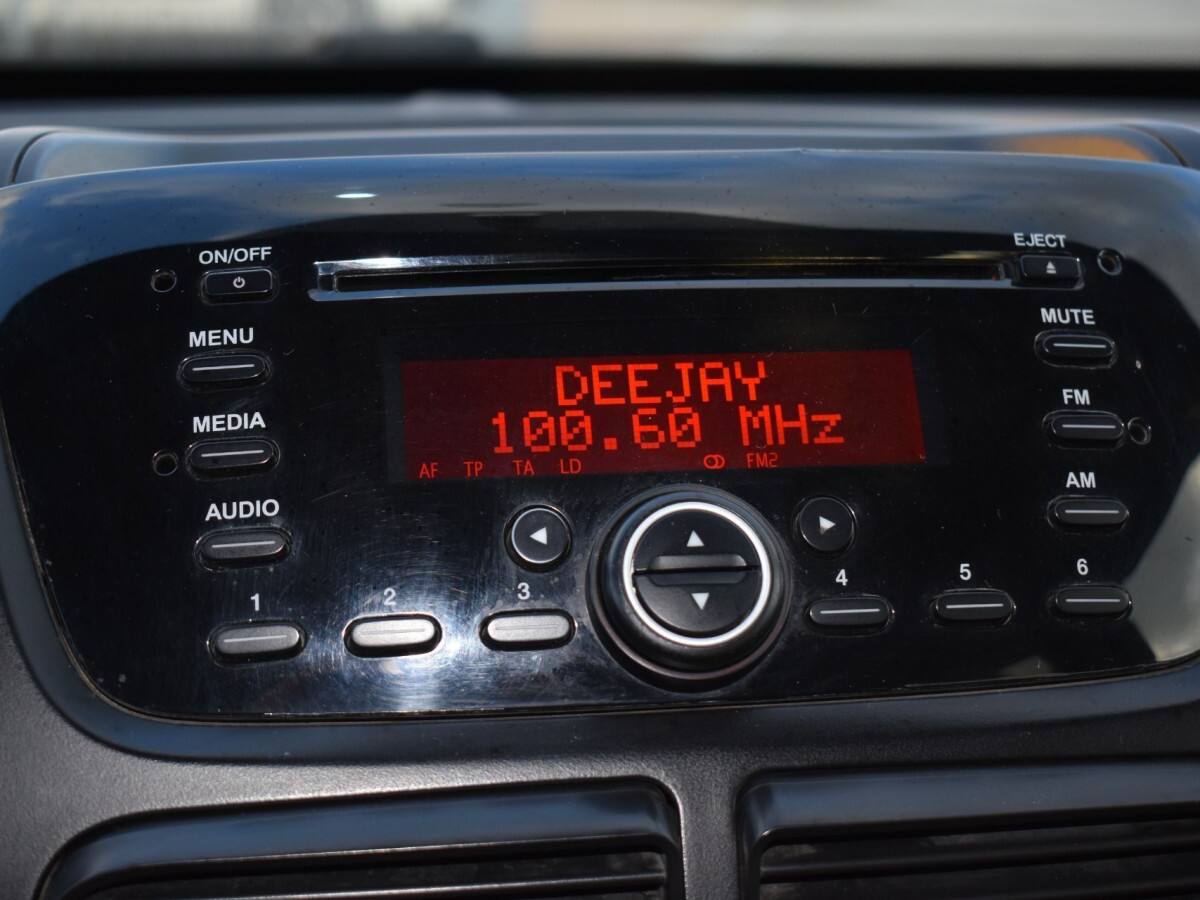 ON/OFF
EJECT
MENU
MUTE
DEEJAY
100.60 MHz
AF TP TA LD FM2
MEDIA
FM
AUDIO
AM
1 2 3 4 5 6